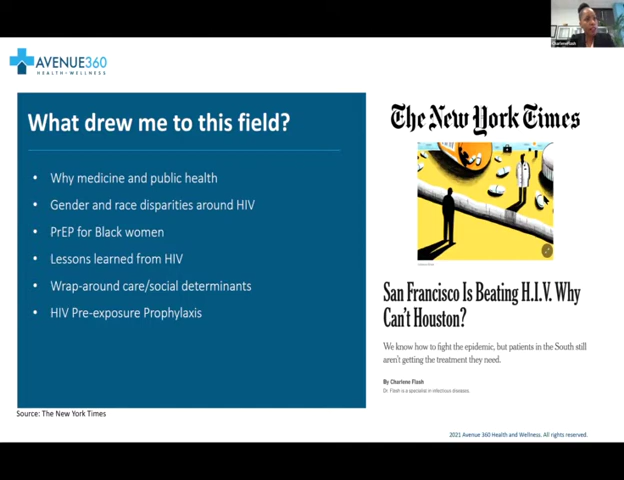 CharleneFlash
AVENUE360
HEALTH + WELLNESS
What drew me to this field?
• Why medicine and public health
• Gender and race disparities around HIV
• PrEP for Black women
• Lessons learned from HIV
• Wrap-around care/social determinants
• HIV Pre-exposure Prophylaxis
The New York Times
San Francisco Is Beating H.I.V. Why
Can't Houston?
We know how to fight the epidemic, but patients in the South still
aren't getting the treatment they need.
By Charlene Flash
Dr. Flash is a specialist in infectious diseases.
Source: The New York Times
2021 Avenue 360 Health and Wellness. All rights reserved.